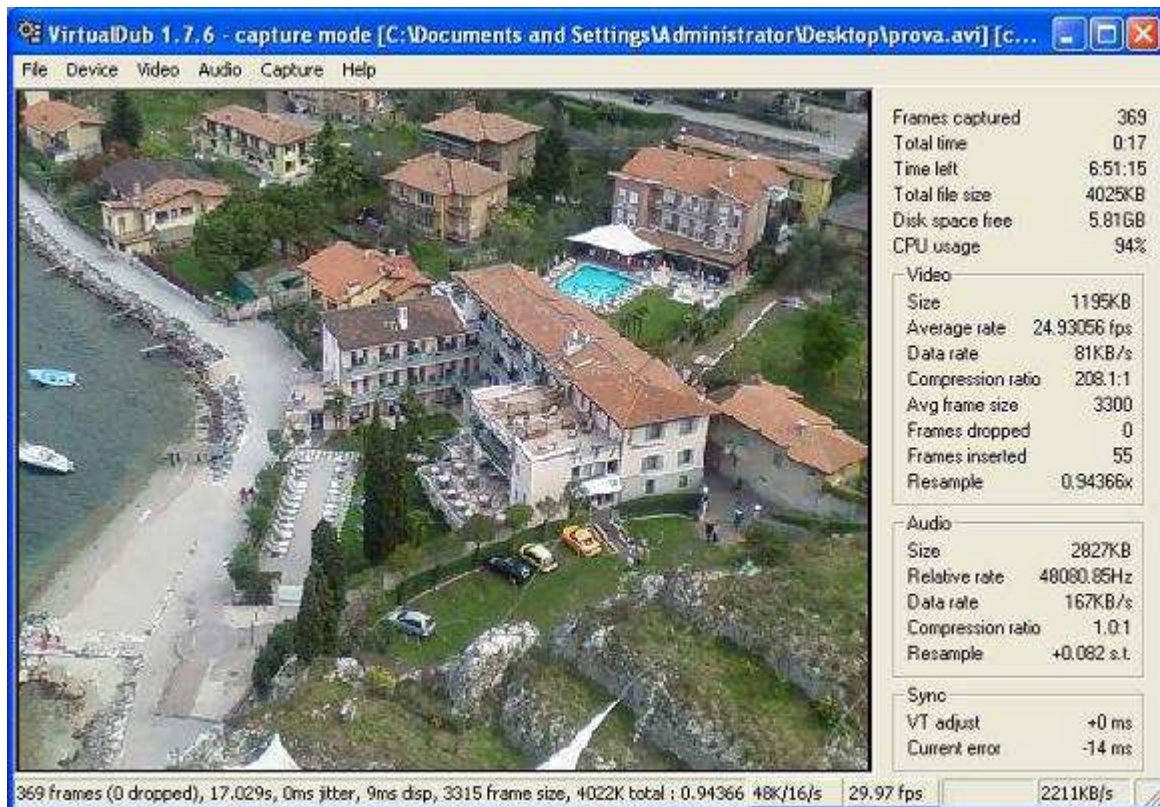 VirtualDub 1.7.6 - capture mode [C:\Documents and Settings\Administrator\Desktop\prova.avi] [c...
File Device Video Audio Capture Help
Frames captured 369
Total time 0:17
Time left 6:51:15
Total file size 4025KB
Disk space free 5.81GB
CPU usage 94%
Video
Size 1195KB
Average rate 24.93056 fps
Data rate 81KB/s
Compression ratio 208.1:1
Avg frame size 3300
Frames dropped 0
Frames inserted 55
Resample 0.94366x
Audio
Size 2827KB
Relative rate 48080.85Hz
Data rate 167KB/s
Compression ratio 1.0:1
Resample +0.082 s.t.
Sync
VT adjust +0 ms
Current error -14 ms
369 frames (0 dropped), 17.029s, 0ms jitter, 9ms disp, 3315 frame size, 4022K total : 0.94366 48K/16/s 29.97 fps 2211KB/s